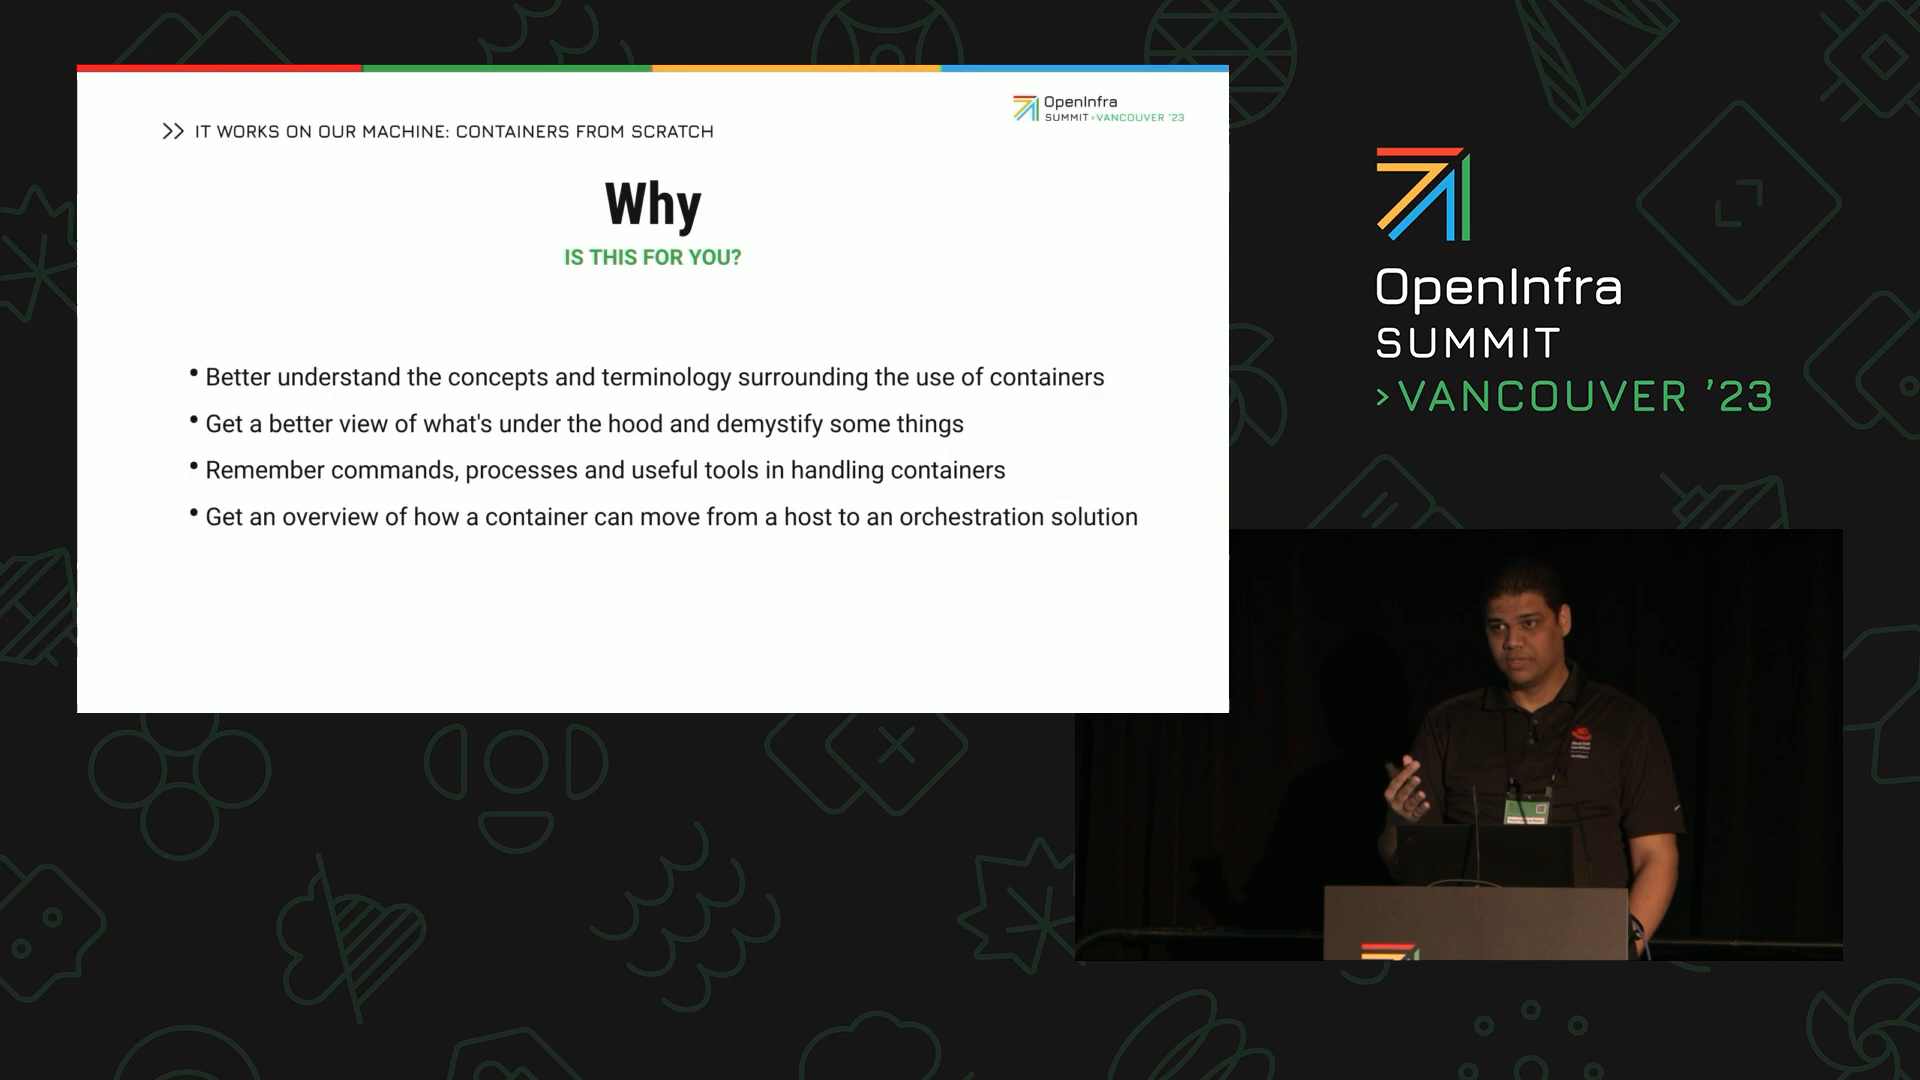 >> IT WORKS ON OUR MACHINE: CONTAINERS FROM SCRATCH
OpenInfra
SUMMIT›VANCOUVER '23
Why
IS THIS FOR YOU?
• Better understand the concepts and terminology surrounding the use of containers
• Get a better view of what's under the hood and demystify some things
• Remember commands, processes and useful tools in handling containers
• Get an overview of how a container can move from a host to an orchestration solution
OpenInfra
SUMMIT
›VANCOUVER '23